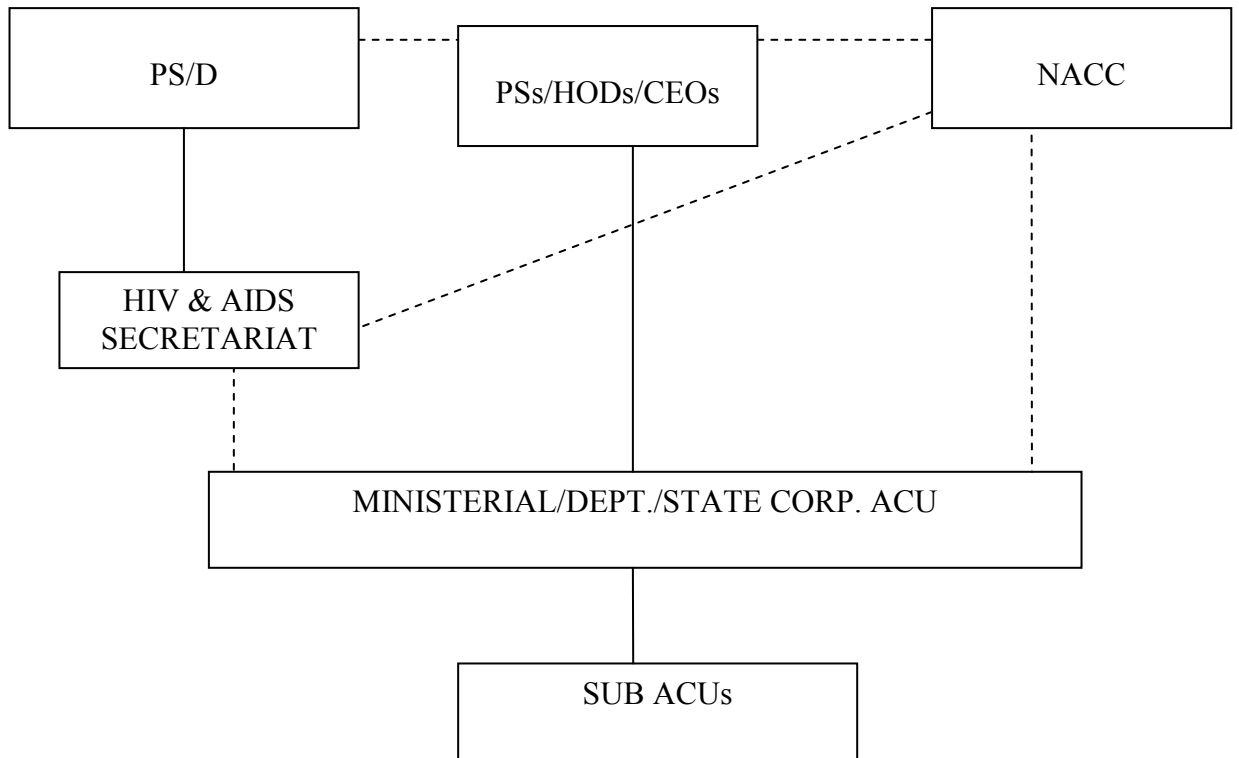 PS/D
PSs/HODs/CEOs
NACC
HIV & AIDS
SECRETARIAT
MINISTERIAL/DEPT./STATE CORP. ACU
SUB ACUs